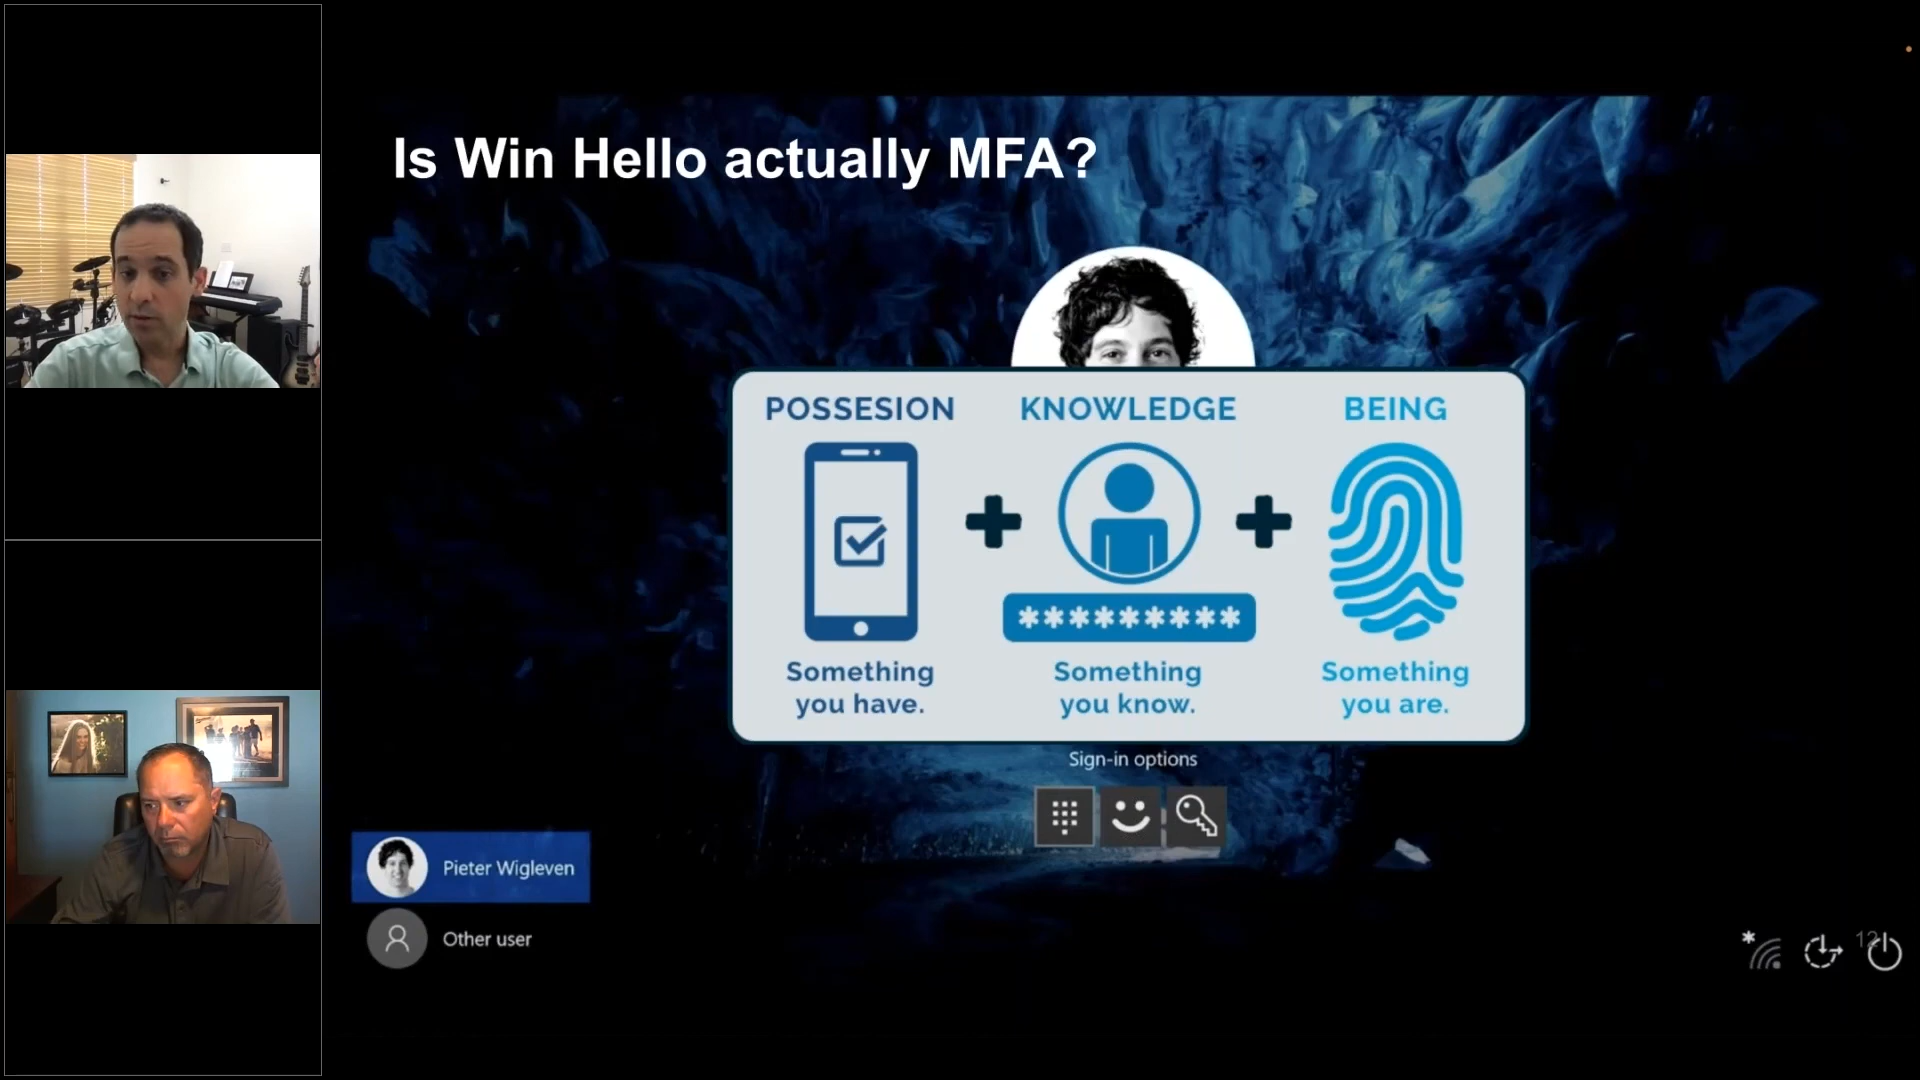 Is Win Hello actually MFA?
POSSESION
KNOWLEDGE
BEING
*********
Something
you have.
Something
you know.
Something
you are.
Sign-in options
Pieter Wigleven
Other user
12